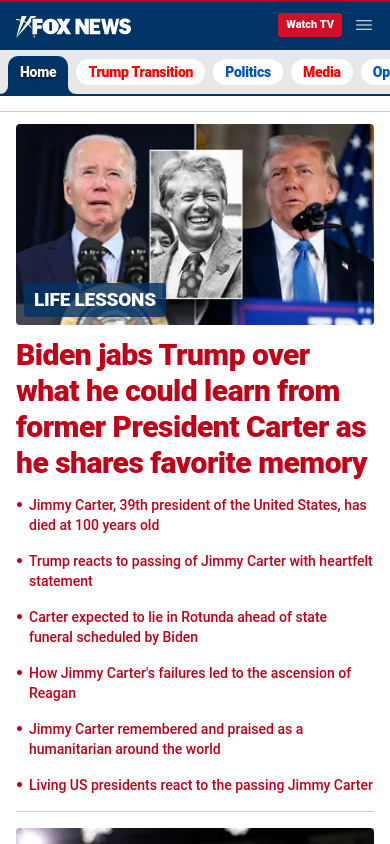 FOX NEWS
Watch TV
Home
Trump Transition
Politics
Media
Op
LIFE LESSONS
Biden jabs Trump over
what he could learn from
former President Carter as
he shares favorite memory
• Jimmy Carter, 39th president of the United States, has
died at 100 years old
• Trump reacts to passing of Jimmy Carter with heartfelt
statement
• Carter expected to lie in Rotunda ahead of state
funeral scheduled by Biden
• How Jimmy Carter's failures led to the ascension of
Reagan
• Jimmy Carter remembered and praised as a
humanitarian around the world
• Living US presidents react to the passing Jimmy Carter